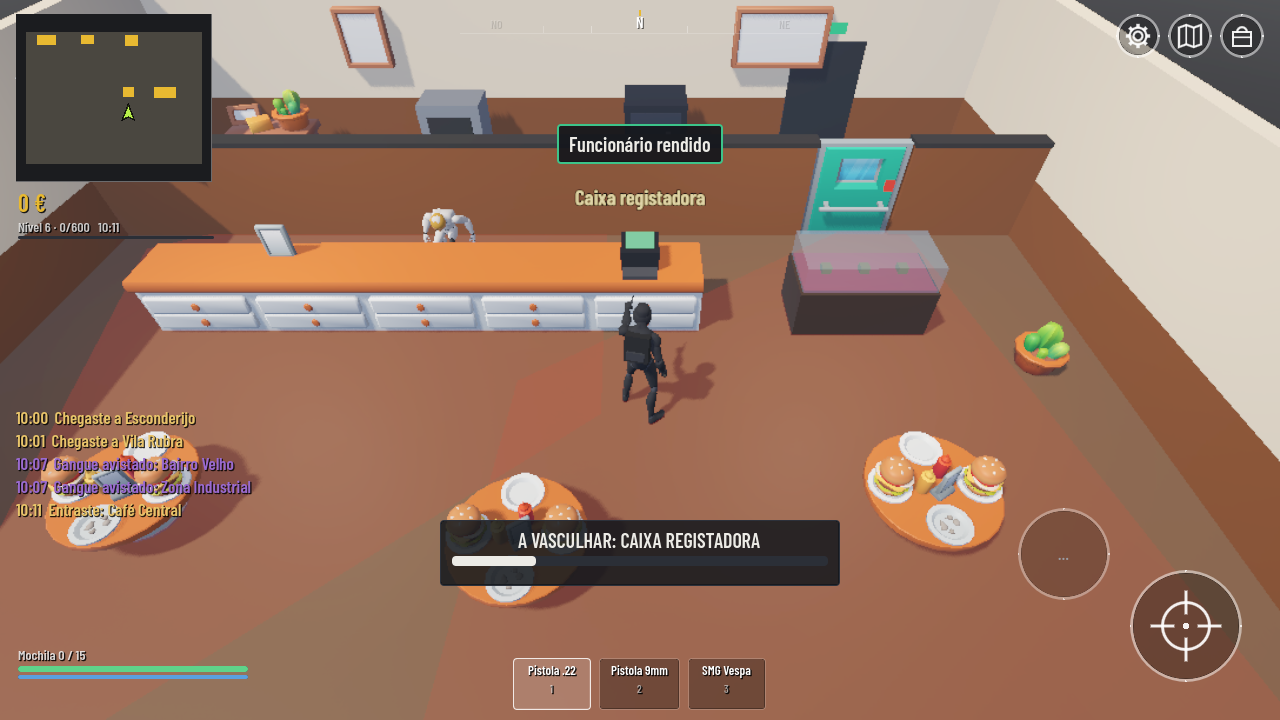 NO
N
NE
Funcionário rendido
Caixa registadora
0 €
Nível 6 · 0/600 10:11
10:00 Chegaste a Esconderijo
10:01 Chegaste a Vila Rubra
10:07 Gangue avistado: Bairro Velho
10:07 Gangue avistado: Zona Industrial
10:11 Entraste: Café Central
A VASCULHAR: CAIXA REGISTADORA
...
Mochila 0 / 15
Pistola .22
1
Pistola 9mm
2
SMG Vespa
3